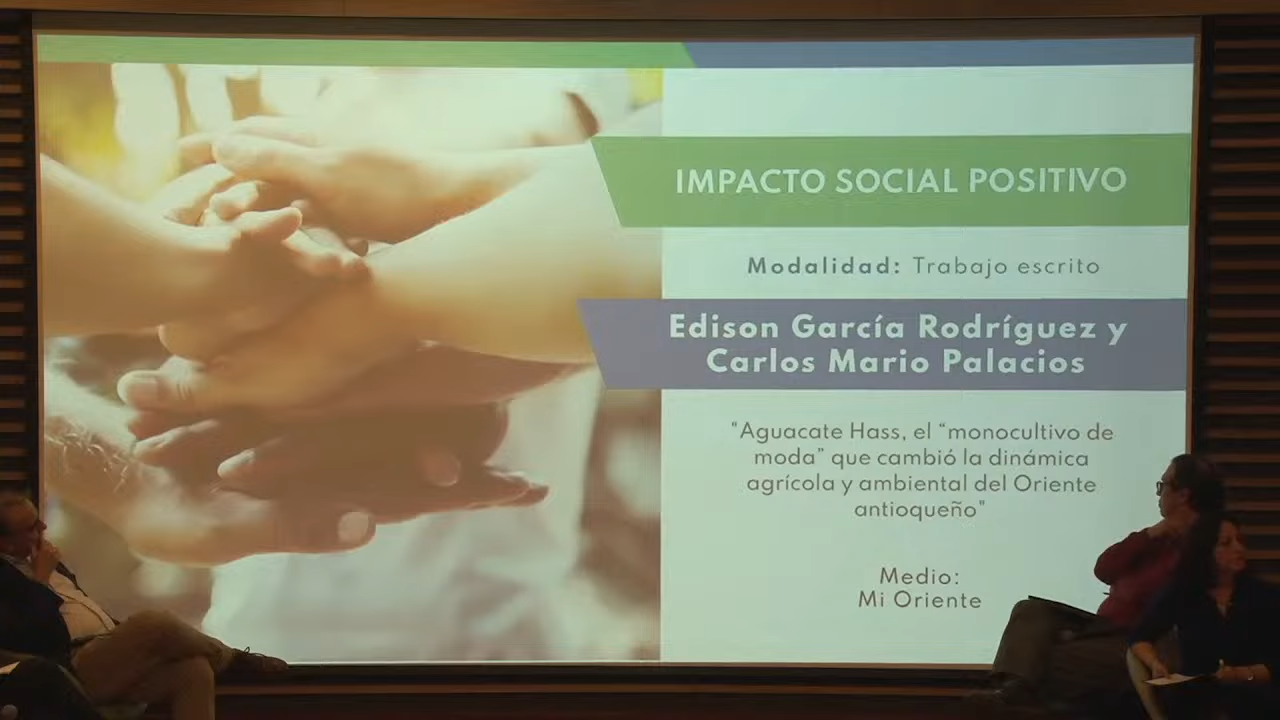 IMPACTO SOCIAL POSITIVO
Modalidad: Trabajo escrito
Edison García Rodríguez y
Carlos Mario Palacios
"Aguacate Hass, el “monocultivo de
moda” que cambió la dinámica
agrícola y ambiental del Oriente
antioqueño"
Medio:
Mi Oriente